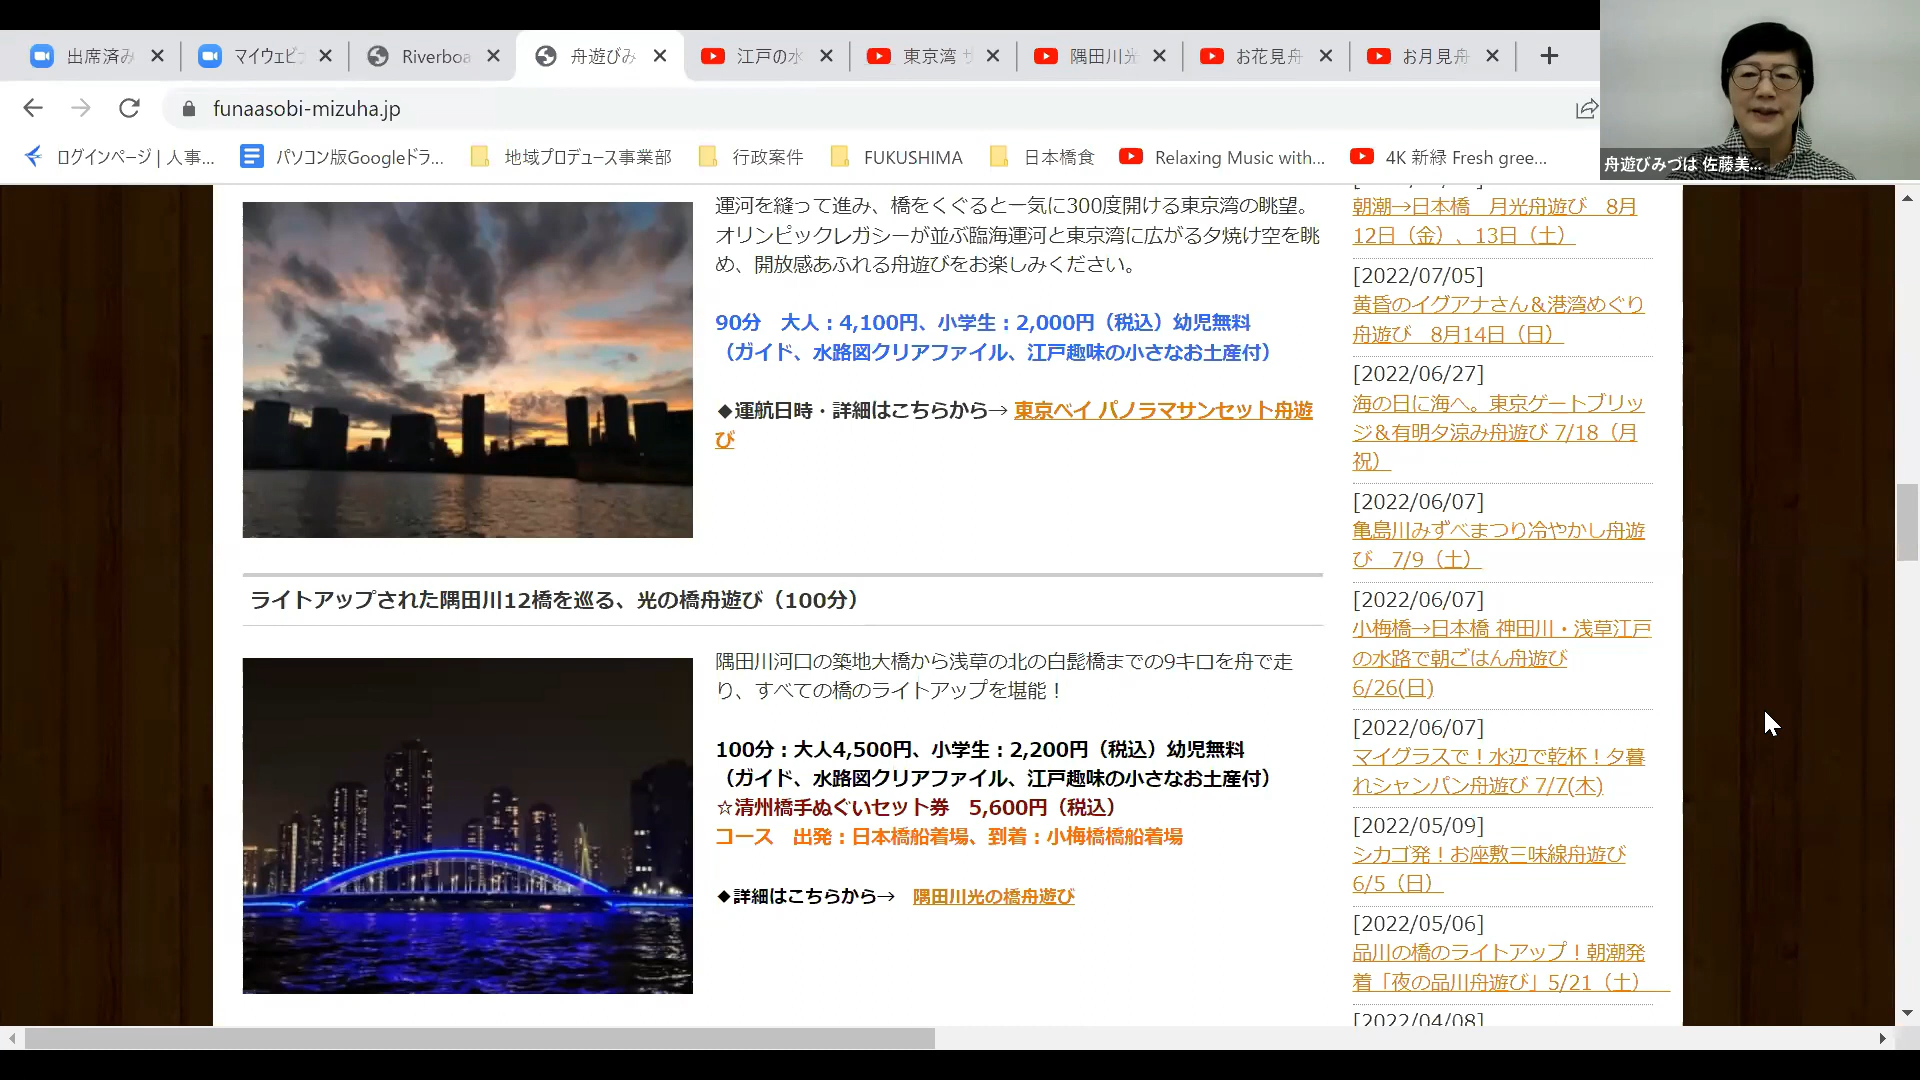 出席済み
マイウェビ
Riverboa
舟遊びみ
江戸の水
東京湾 サ
隅田川光
お花見舟
お月見舟
funaasobi-mizuha.jp
ログインページ | 人事...
パソコン版Googleドラ...
地域プロデュース事業部
行政案件
FUKUSHIMA
日本橋食
Relaxing Music with...
4K 新緑 Fresh gree...
舟遊びみづは 佐藤美...
運河を縫って進み、橋をくぐると一気に300度開ける東京湾の眺望。
オリンピックレガシーが並ぶ臨海運河と東京湾に広がる夕焼け空を眺
め、開放感あふれる舟遊びをお楽しみください。
90分　大人：4,100円、小学生：2,000円（税込）幼児無料
（ガイド、水路図クリアファイル、江戸趣味の小さなお土産付）
◆運航日時・詳細はこちらから→ 東京ベイ パノラマサンセット舟遊
び
ライトアップされた隅田川12橋を巡る、光の橋舟遊び（100分）
隅田川河口の築地大橋から浅草の北の白髭橋までの9キロを舟で走
り、すべての橋のライトアップを堪能！
100分：大人4,500円、小学生：2,200円（税込）幼児無料
（ガイド、水路図クリアファイル、江戸趣味の小さなお土産付）
☆清州橋手ぬぐいセット券　5,600円（税込）
コース　出発：日本橋船着場、到着：小梅橋橋船着場
◆詳細はこちらから→　隅田川光の橋舟遊び
朝潮→日本橋　月光舟遊び　8月
12日（金）、13日（土）
[2022/07/05]
黄昏のイグアナさん＆港湾めぐり
舟遊び　8月14日（日）
[2022/06/27]
海の日に海へ。東京ゲートブリッ
ジ＆有明夕涼み舟遊び 7/18（月
祝）
[2022/06/07]
亀島川みずべまつり冷やかし舟遊
び　7/9（土）
[2022/06/07]
小梅橋→日本橋 神田川・浅草江戸
の水路で朝ごはん舟遊び
6/26(日)
[2022/06/07]
マイグラスで！水辺で乾杯！夕暮
れシャンパン舟遊び 7/7(木)
[2022/05/09]
シカゴ発！お座敷三味線舟遊び
6/5（日）
[2022/05/06]
品川の橋のライトアップ！朝潮発
着「夜の品川舟遊び」5/21（土）
[2022/04/08]